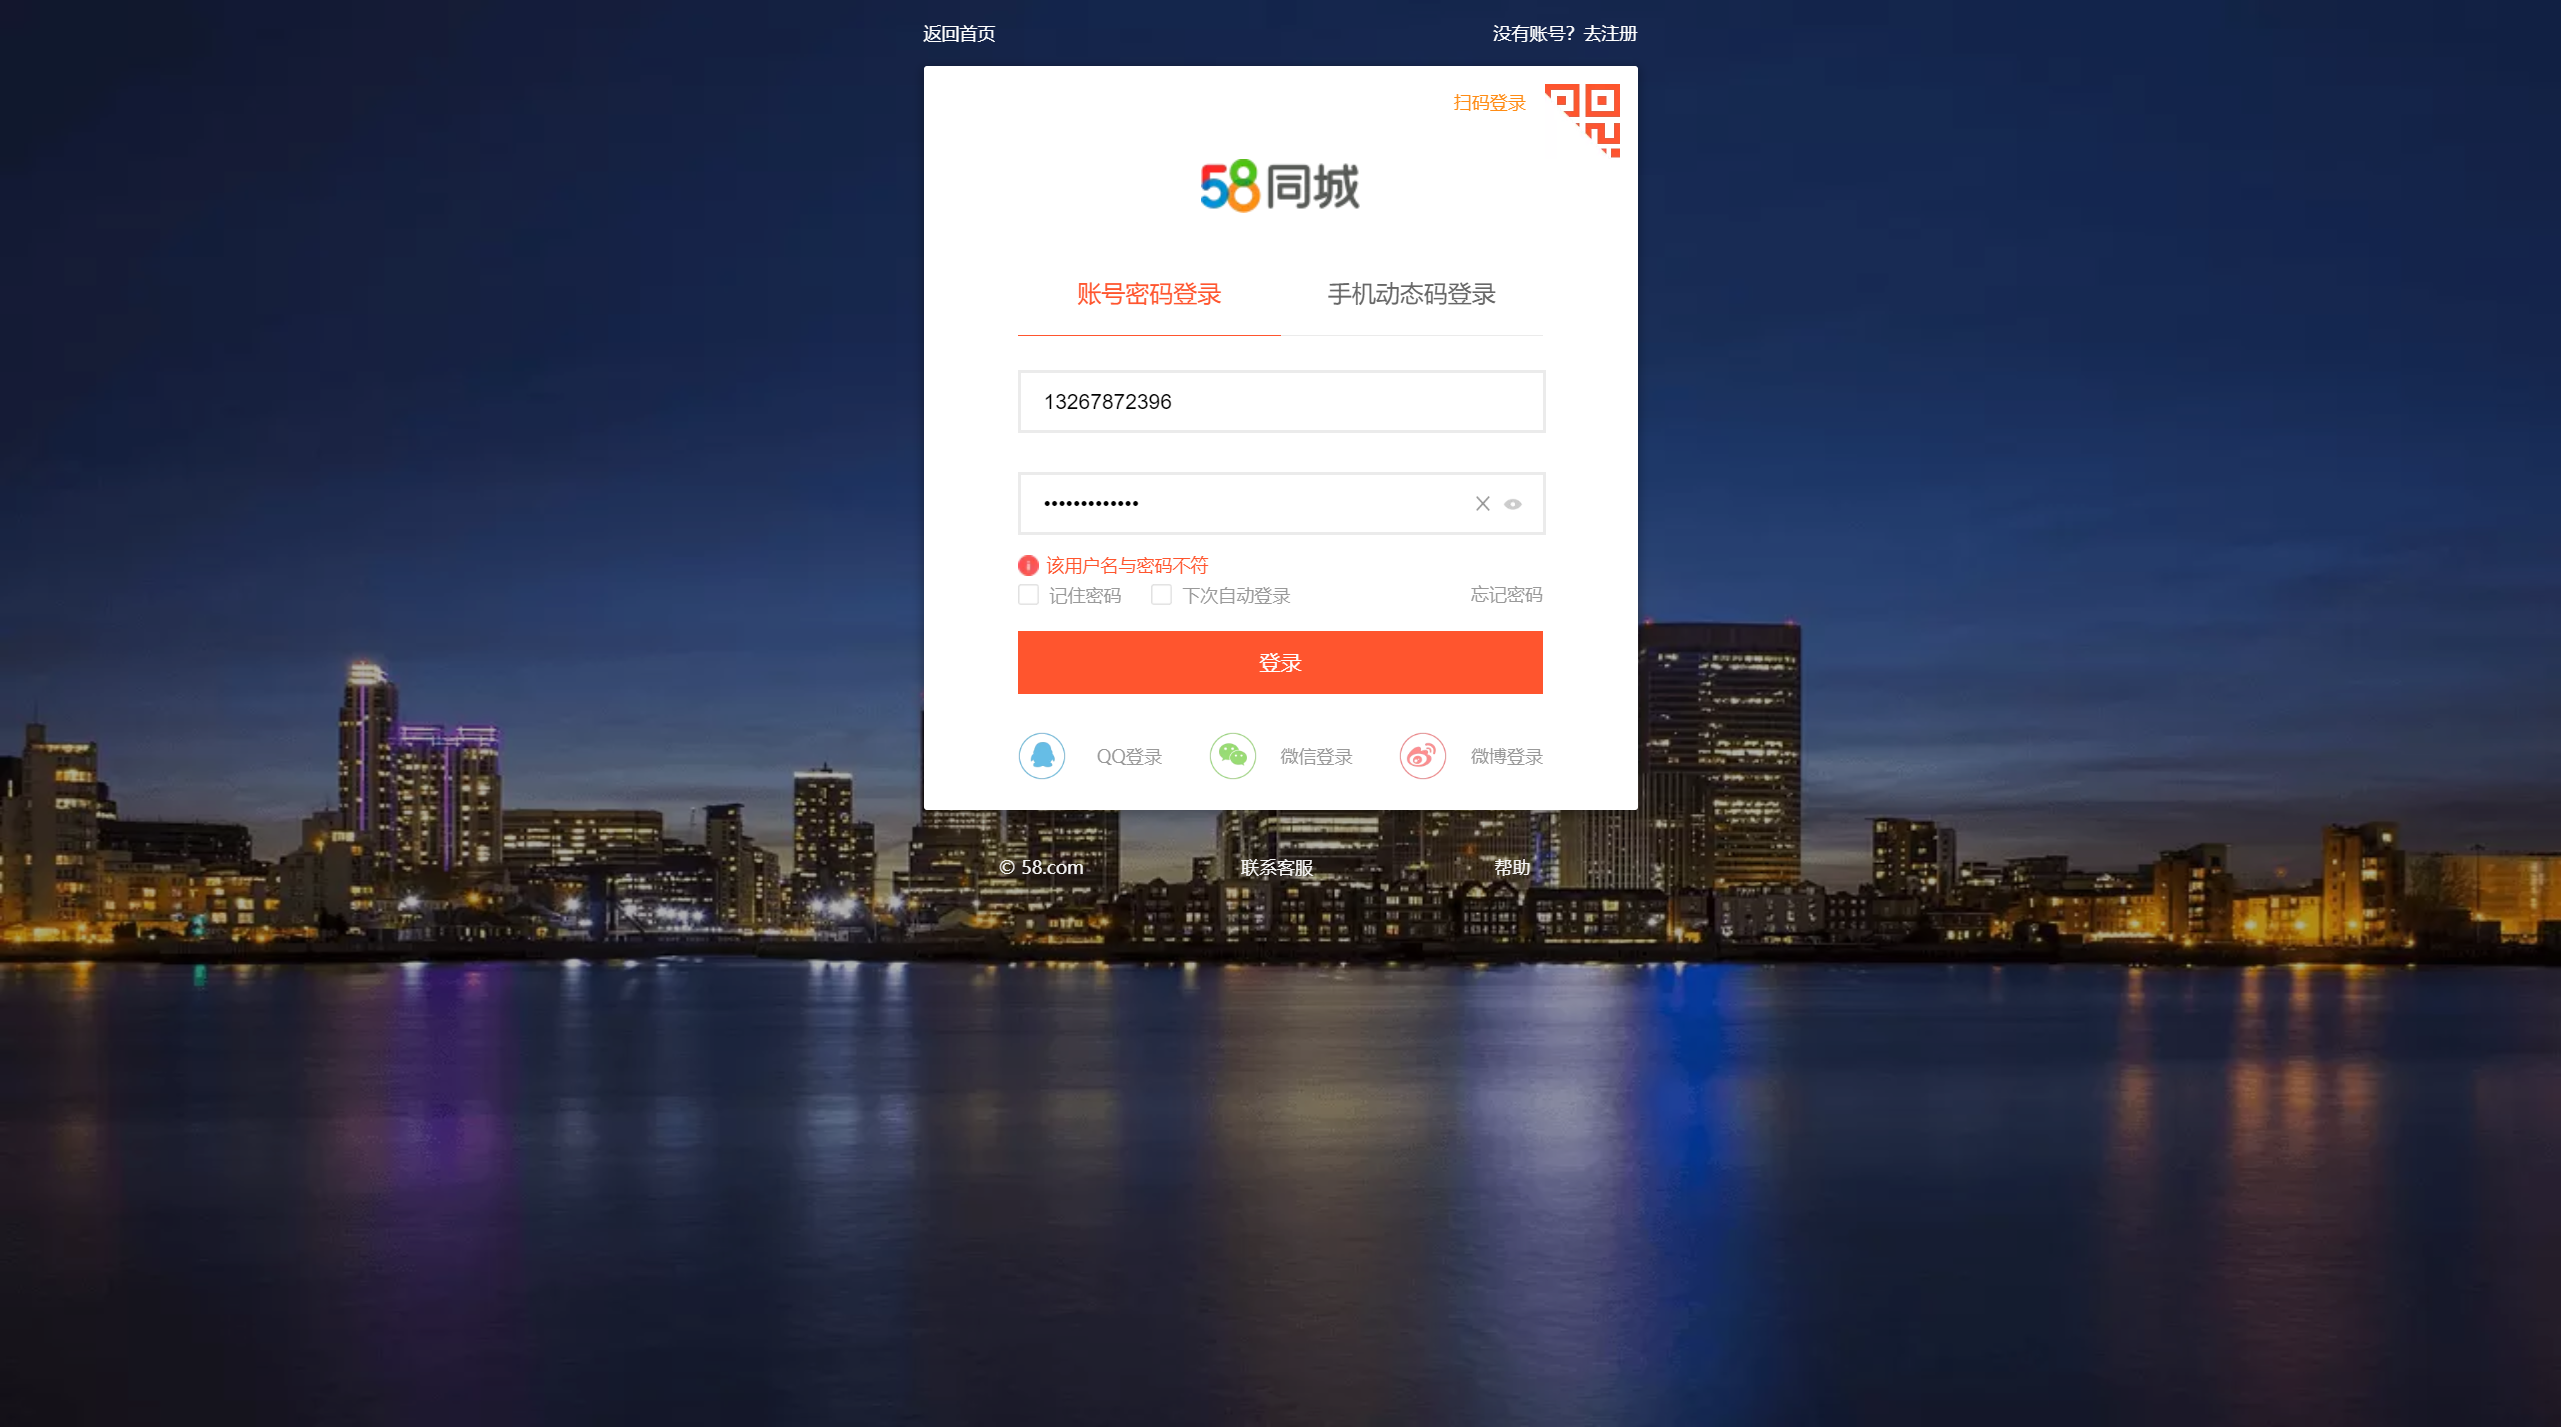 返回首页
没有账号？去注册
扫码登录
58同城
账号密码登录
手机动态码登录
13267872396
•••••••••••••
该用户名与密码不符
记住密码
下次自动登录
忘记密码
登录
QQ登录
微信登录
微博登录
© 58.com
联系客服
帮助